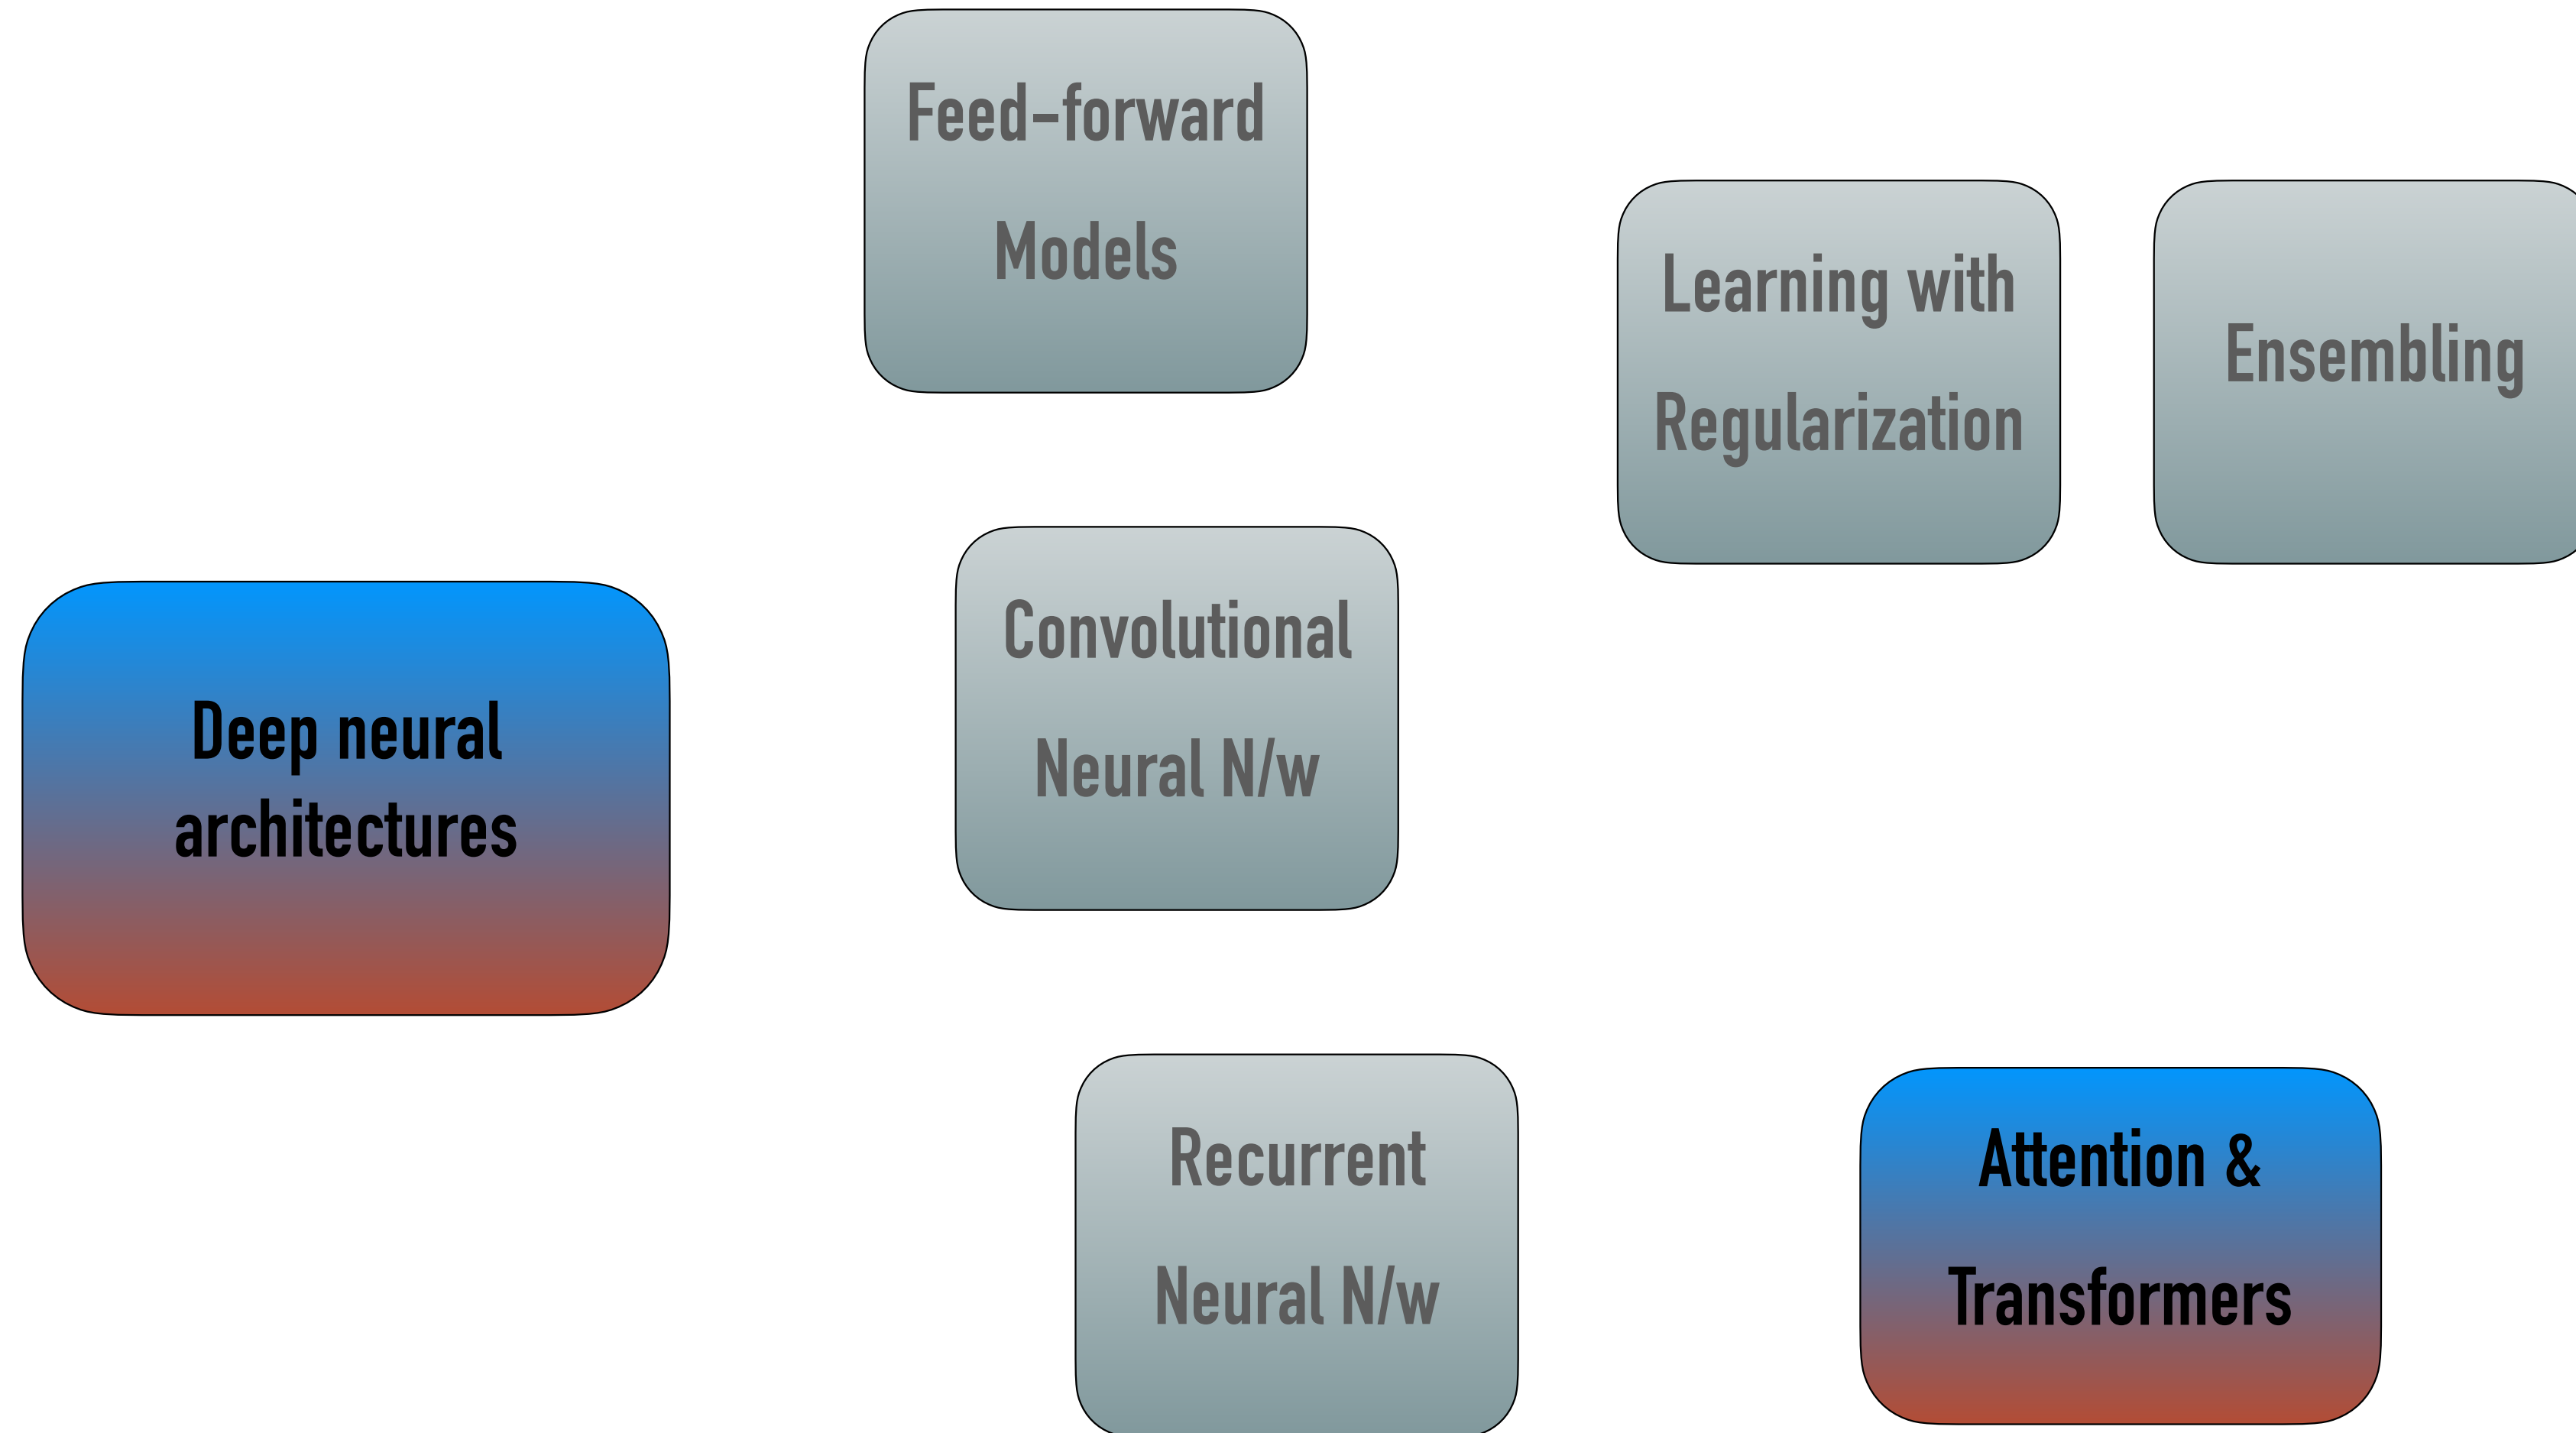 Feed-forward
Models
Learning with
Regularization
Ensembling
Convolutional
Neural N/w
Deep neural
architectures
Recurrent
Neural N/w
Attention &
Transformers